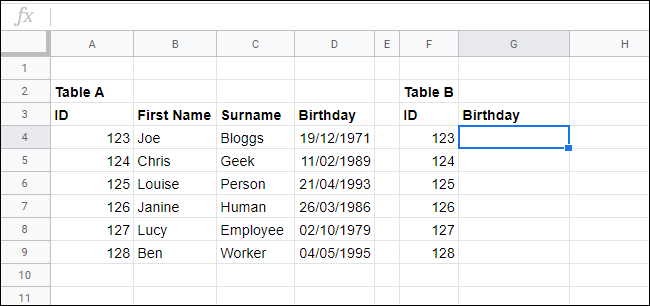 fx
A B C D E F G H
1
2 Table A Table B
3 ID First Name Surname Birthday ID Birthday
4 123 Joe Bloggs 19/12/1971 123
5 124 Chris Geek 11/02/1989 124
6 125 Louise Person 21/04/1993 125
7 126 Janine Human 26/03/1986 126
8 127 Lucy Employee 02/10/1979 127
9 128 Ben Worker 04/05/1995 128
10
11